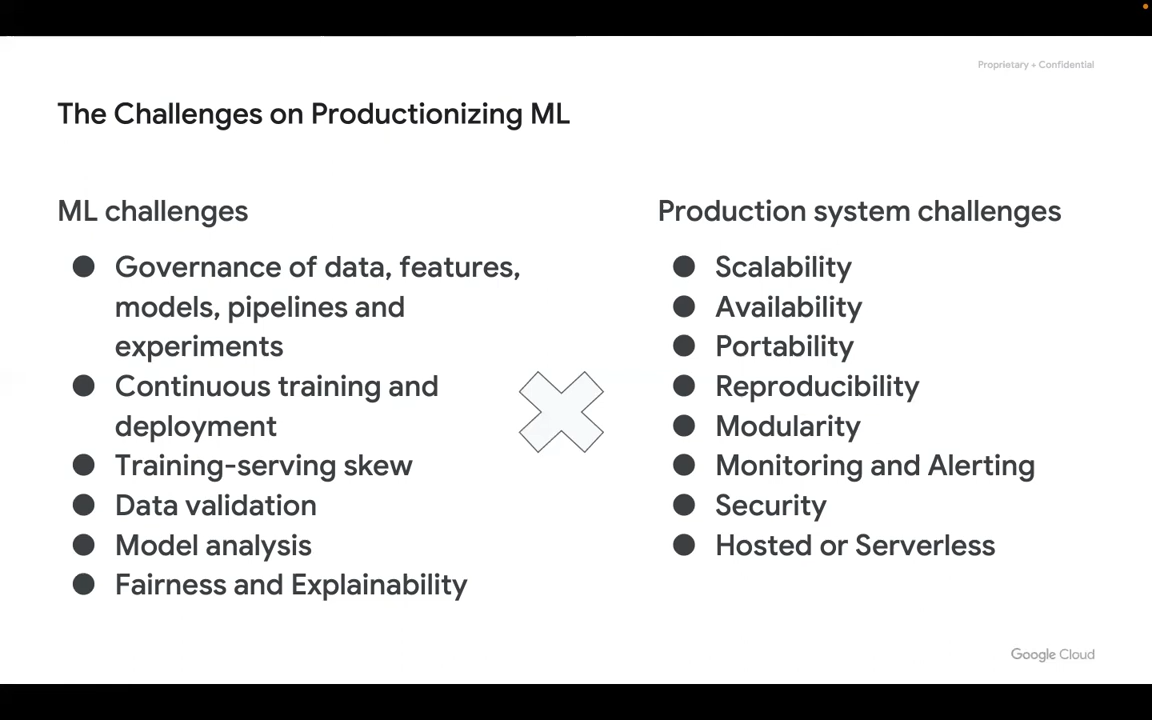 Proprietary + Confidential
The Challenges on Productionizing ML
ML challenges
● Governance of data, features,
models, pipelines and
experiments
● Continuous training and
deployment
● Training-serving skew
● Data validation
● Model analysis
● Fairness and Explainability
Production system challenges
● Scalability
● Availability
● Portability
● Reproducibility
● Modularity
● Monitoring and Alerting
● Security
● Hosted or Serverless
Google Cloud